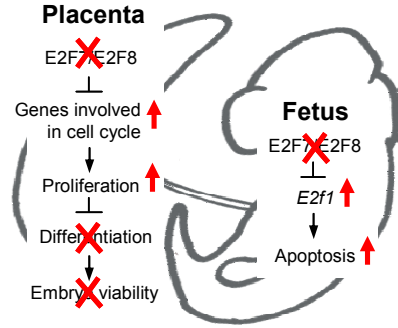 Placenta
E2F7/E2F8
Genes involved
in cell cycle
Proliferation
Differentiation
Embryo viability
Fetus
E2F7/E2F8
E2f1
Apoptosis